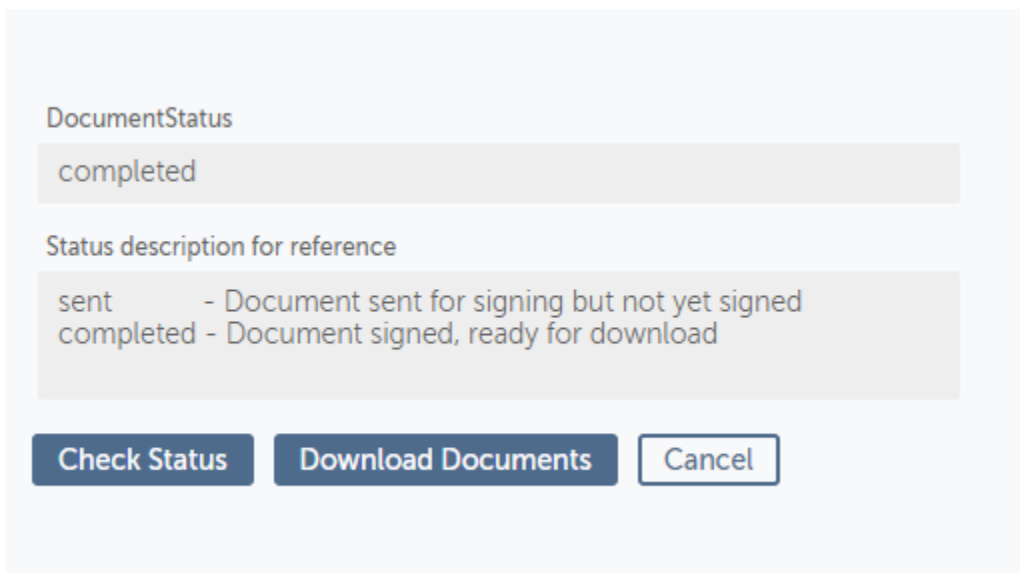 DocumentStatus
completed
Status description for reference
sent - Document sent for signing but not yet signed
completed - Document signed, ready for download
Check Status Download Documents Cancel